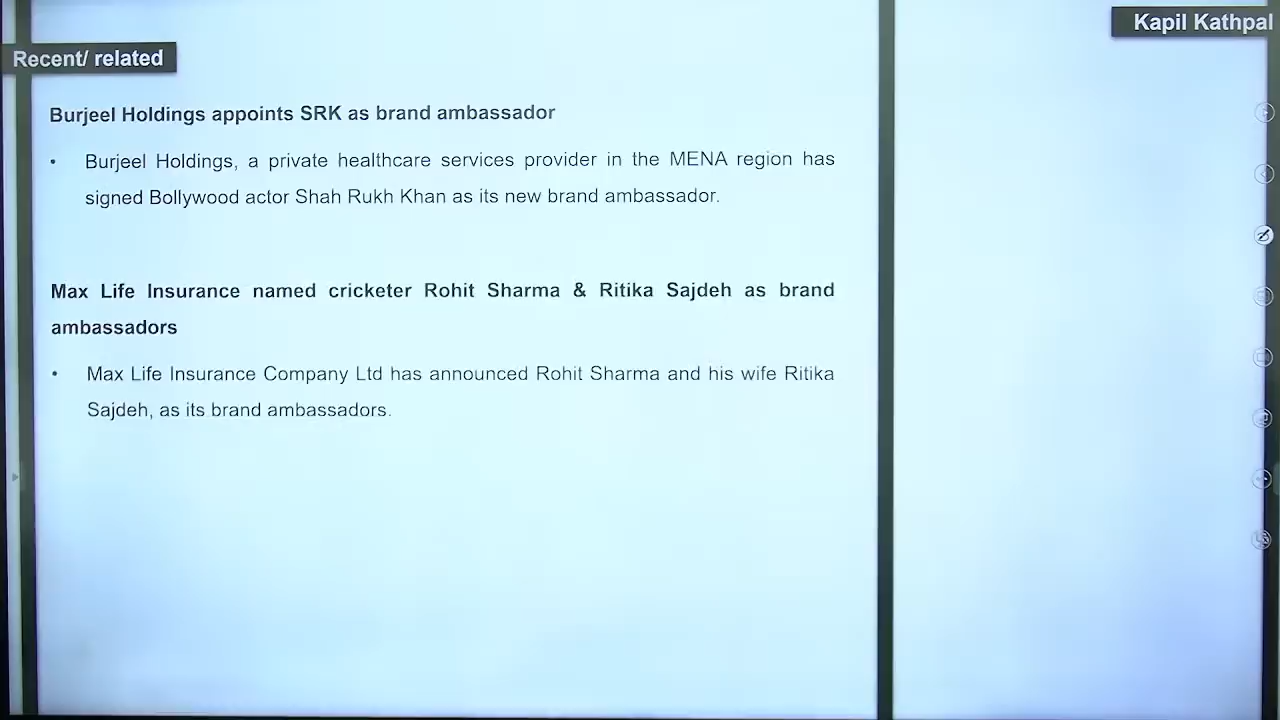 Kapil Kathpal
Recent/ related
Burjeel Holdings appoints SRK as brand ambassador
• Burjeel Holdings, a private healthcare services provider in the MENA region has
signed Bollywood actor Shah Rukh Khan as its new brand ambassador.
Max Life Insurance named cricketer Rohit Sharma & Ritika Sajdeh as brand
ambassadors
• Max Life Insurance Company Ltd has announced Rohit Sharma and his wife Ritika
Sajdeh, as its brand ambassadors.